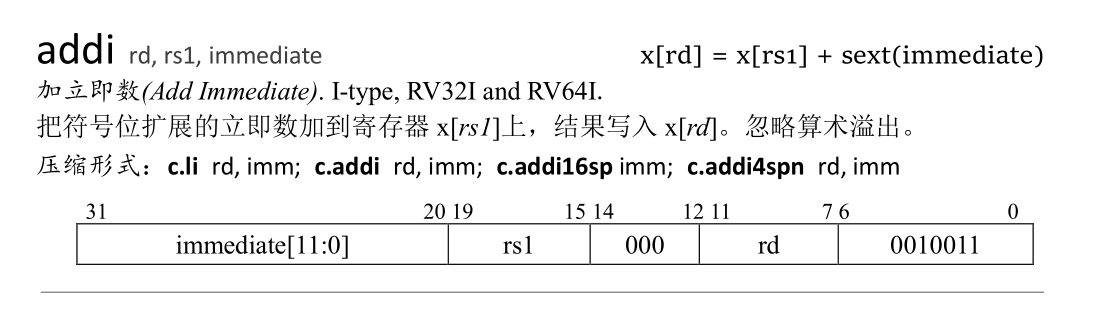 addi rd, rs1, immediate x[rd] = x[rs1] + sext(immediate)
加立即数(Add Immediate). I-type, RV32I and RV64I.
把符号位扩展的立即数加到寄存器 x[rs1]上，结果写入 x[rd]。忽略算术溢出。
压缩形式：c.li rd, imm; c.addi rd, imm; c.addi16sp imm; c.addi4spn rd, imm
31 20 19 15 14 12 11 7 6 0
immediate[11:0] rs1 000 rd 0010011